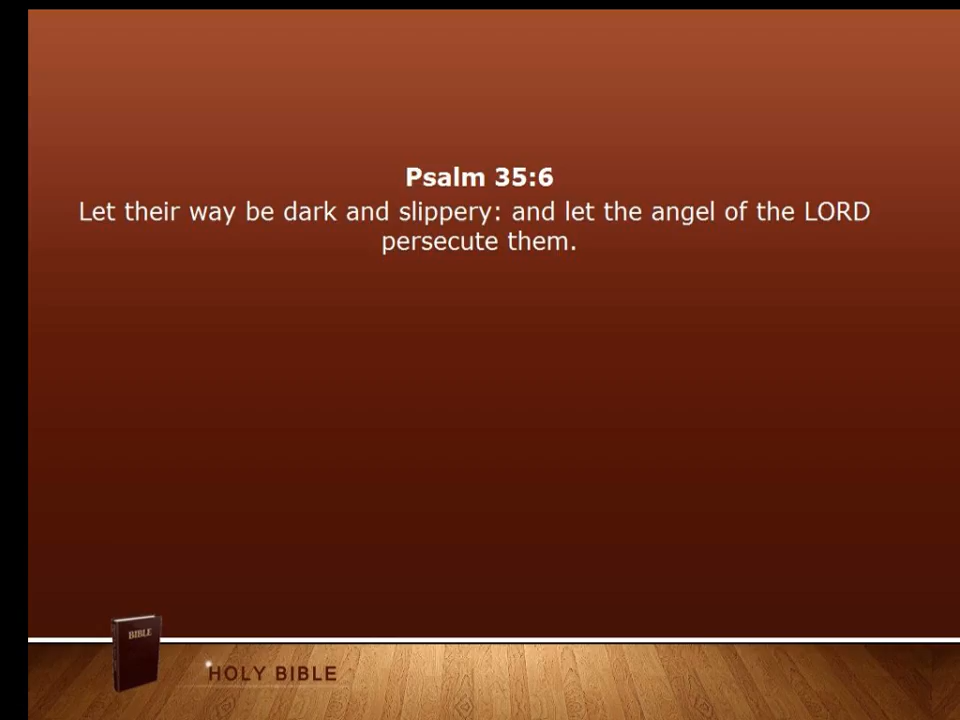 Psalm 35:6
Let their way be dark and slippery: and let the angel of the LORD
persecute them.
BIBLE
HOLY BIBLE